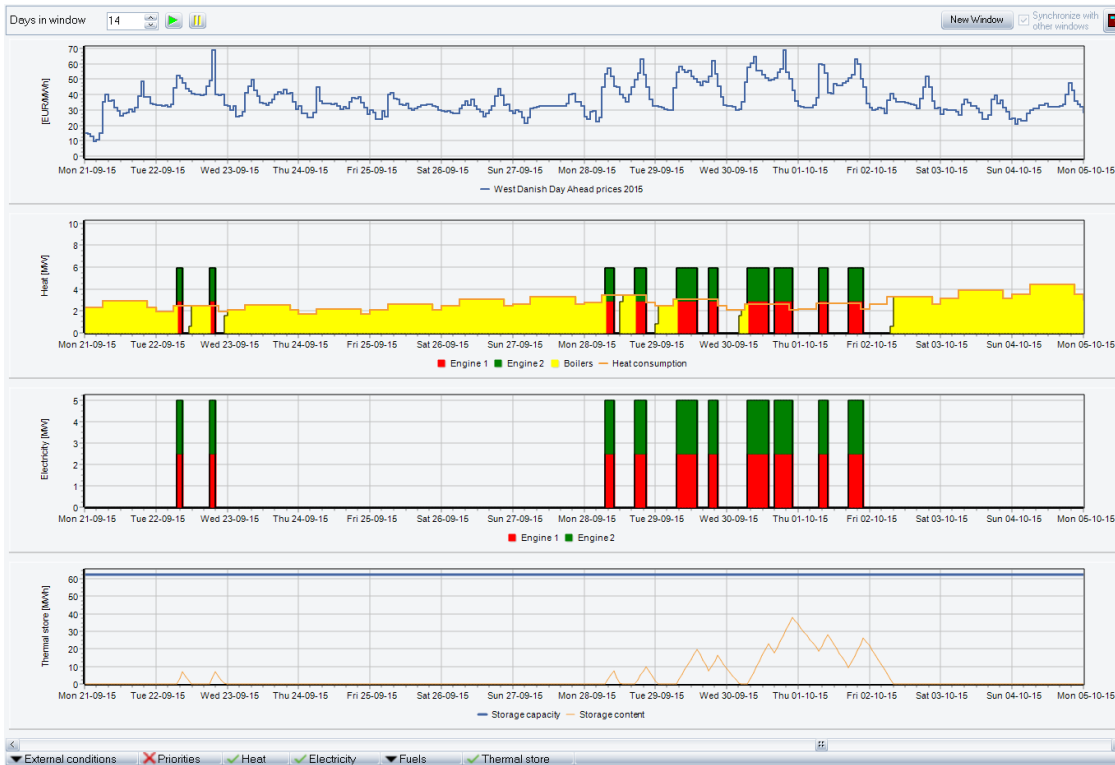 Days in window 14 New Window Synchronize with
other windows
70
60
50
40
30
20
10
0
[EUR/MWh]
Mon 21-09-15 Tue 22-09-15 Wed 23-09-15 Thu 24-09-15 Fri 25-09-15 Sat 26-09-15 Sun 27-09-15 Mon 28-09-15 Tue 29-09-15 Wed 30-09-15 Thu 01-10-15 Fri 02-10-15 Sat 03-10-15 Sun 04-10-15 Mon 05-10-15
West Danish Day Ahead prices 2015
10
8
6
4
2
0
Heat [MW]
Mon 21-09-15 Tue 22-09-15 Wed 23-09-15 Thu 24-09-15 Fri 25-09-15 Sat 26-09-15 Sun 27-09-15 Mon 28-09-15 Tue 29-09-15 Wed 30-09-15 Thu 01-10-15 Fri 02-10-15 Sat 03-10-15 Sun 04-10-15 Mon 05-10-15
Engine 1 Engine 2 Boilers Heat consumption
5
4
3
2
1
0
Electricity [MW]
Mon 21-09-15 Tue 22-09-15 Wed 23-09-15 Thu 24-09-15 Fri 25-09-15 Sat 26-09-15 Sun 27-09-15 Mon 28-09-15 Tue 29-09-15 Wed 30-09-15 Thu 01-10-15 Fri 02-10-15 Sat 03-10-15 Sun 04-10-15 Mon 05-10-15
Engine 1 Engine 2
60
50
40
30
20
10
0
Thermal store [MWh]
Mon 21-09-15 Tue 22-09-15 Wed 23-09-15 Thu 24-09-15 Fri 25-09-15 Sat 26-09-15 Sun 27-09-15 Mon 28-09-15 Tue 29-09-15 Wed 30-09-15 Thu 01-10-15 Fri 02-10-15 Sat 03-10-15 Sun 04-10-15 Mon 05-10-15
Storage capacity Storage content
External conditions Priorities Heat Electricity Fuels Thermal store